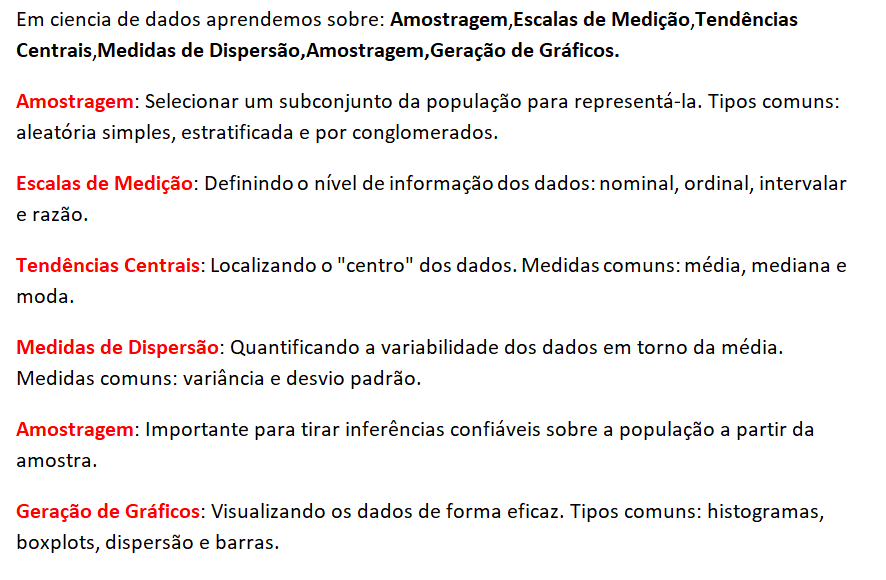 Em ciencia de dados aprendemos sobre: Amostragem,Escalas de Medição,Tendências
Centrais,Medidas de Dispersão,Amostragem,Geração de Gráficos.
Amostragem: Selecionar um subconjunto da população para representá-la. Tipos comuns:
aleatória simples, estratificada e por conglomerados.
Escalas de Medição: Definindo o nível de informação dos dados: nominal, ordinal, intervalar
e razão.
Tendências Centrais: Localizando o "centro" dos dados. Medidas comuns: média, mediana e
moda.
Medidas de Dispersão: Quantificando a variabilidade dos dados em torno da média.
Medidas comuns: variância e desvio padrão.
Amostragem: Importante para tirar inferências confiáveis sobre a população a partir da
amostra.
Geração de Gráficos: Visualizando os dados de forma eficaz. Tipos comuns: histogramas,
boxplots, dispersão e barras.